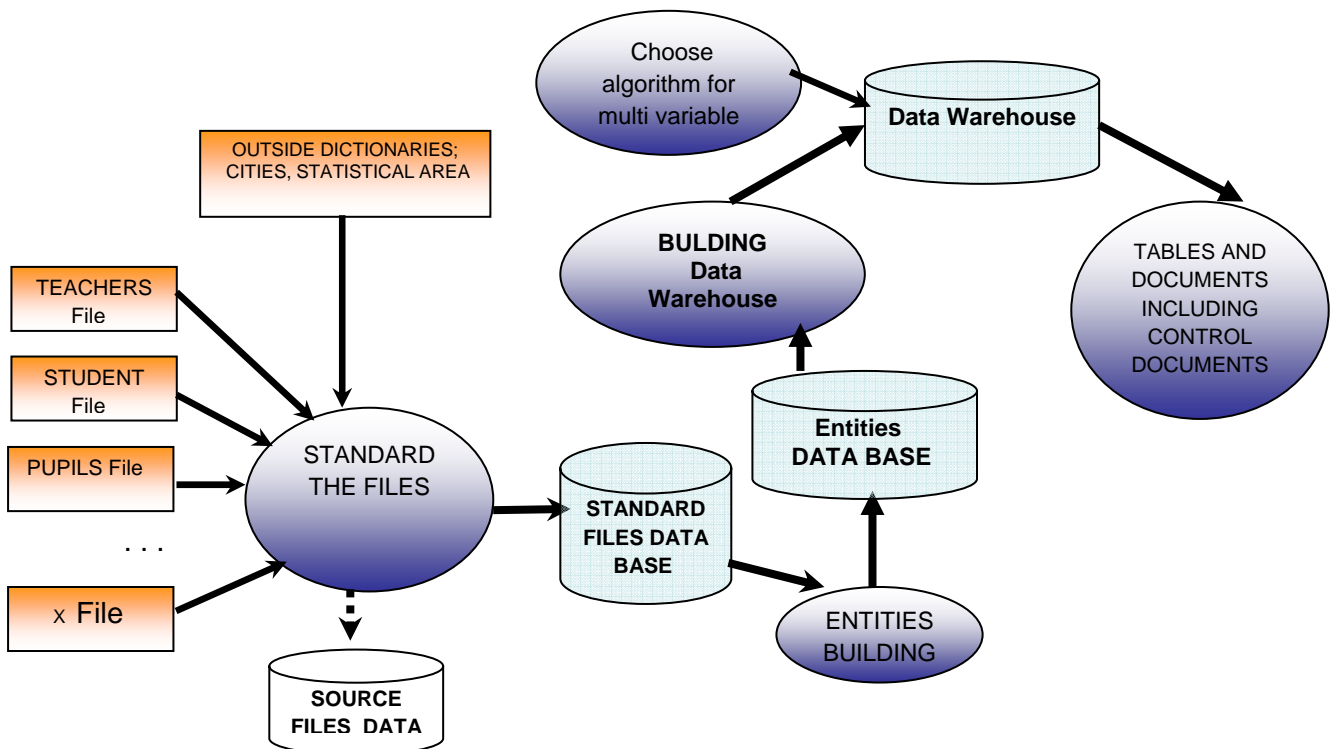 Choose
algorithm for
multi variable
Data Warehouse
OUTSIDE DICTIONARIES;
CITIES, STATISTICAL AREA
BULDING
Data
Warehouse
TABLES AND
DOCUMENTS
INCLUDING
CONTROL
DOCUMENTS
TEACHERS
File
STUDENT
File
PUPILS File
. . .
x File
STANDARD
THE FILES
Entities
DATA BASE
STANDARD
FILES DATA
BASE
ENTITIES
BUILDING
SOURCE
FILES DATA